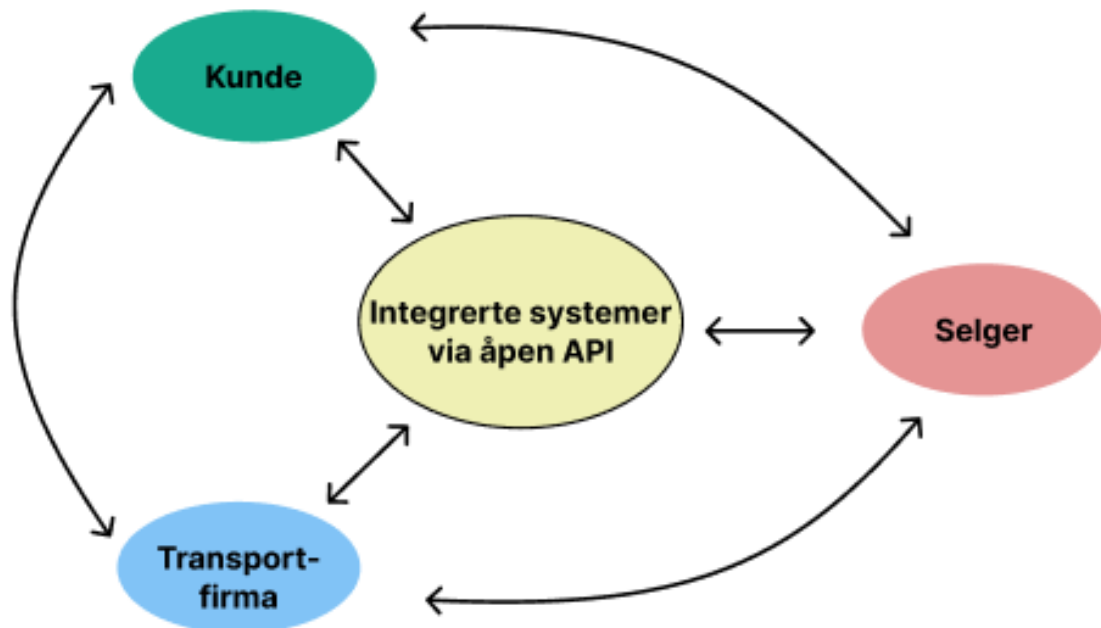 Kunde
Integrerte systemer
via åpen API
Selger
Transport-
firma